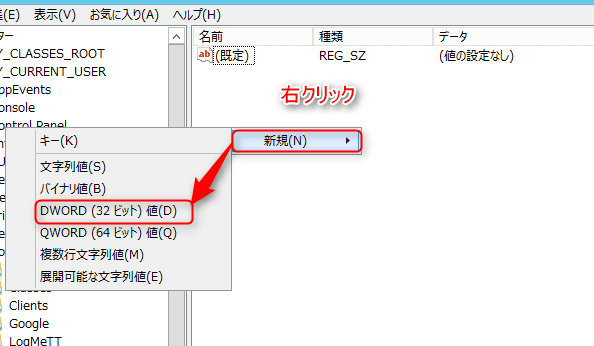 (E) 表示(V) お気に入り(A) ヘルプ(H)
ター
Y_CLASSES_ROOT
Y_CURRENT_USER
AppEvents
Console
Control Panel
名前 種類 データ
ab (既定) REG_SZ (値の設定なし)
右クリック
新規(N)
キー(K)
文字列値(S)
バイナリ値(B)
DWORD (32 ビット) 値(D)
QWORD (64 ビット) 値(Q)
複数行文字列値(M)
展開可能な文字列値(E)
Classes
Clients
Google
LogMeTT